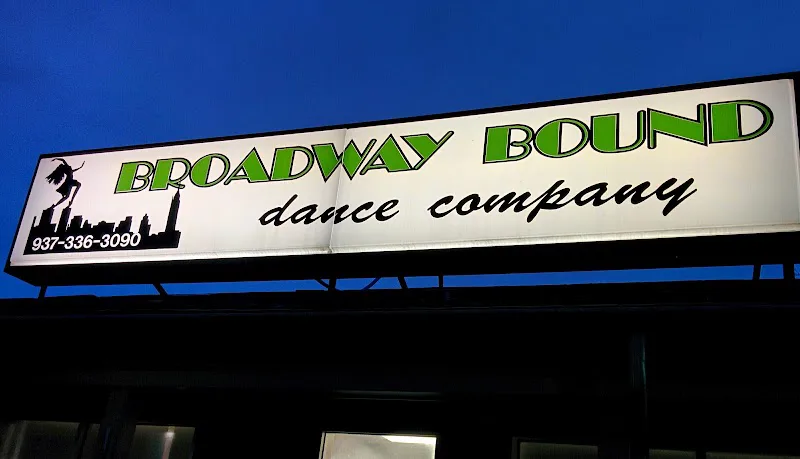 BROADWAY BOUND
dance company
937-336-3090